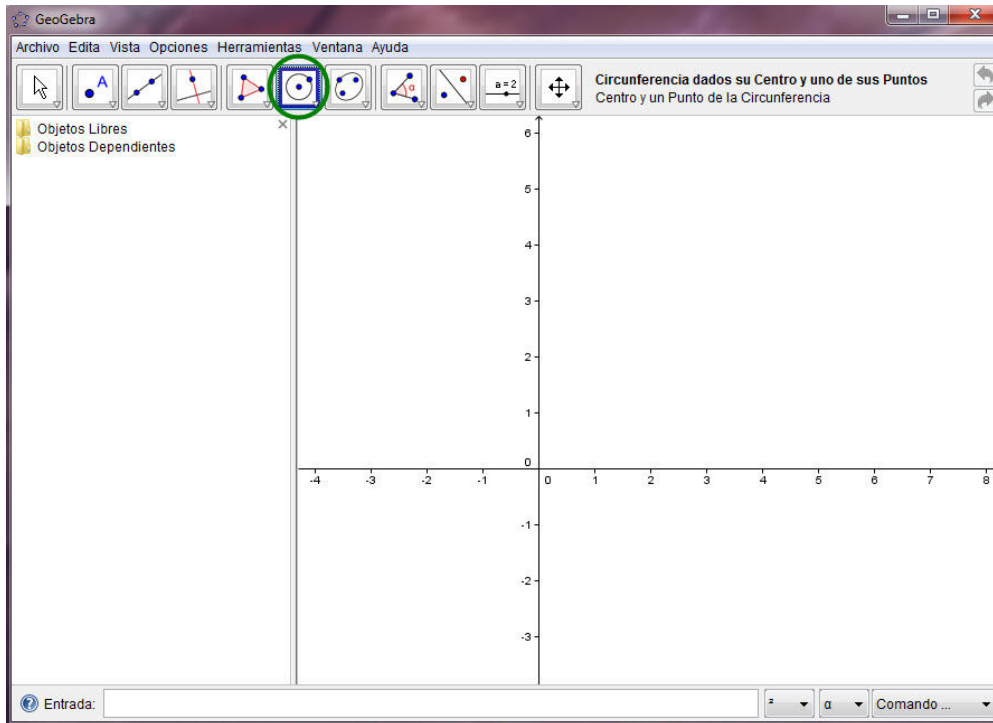 GeoGebra
Archivo Edita Vista Opciones Herramientas Ventana Ayuda
A
α
a = 2
Circunferencia dados su Centro y uno de sus Puntos
Centro y un Punto de la Circunferencia
Objetos Libres
Objetos Dependientes
6
5
4
3
2
1
0
-4 -3 -2 -1 0 1 2 3 4 5 6 7 8
-1
-2
-3
Entrada: ² α Comando ...